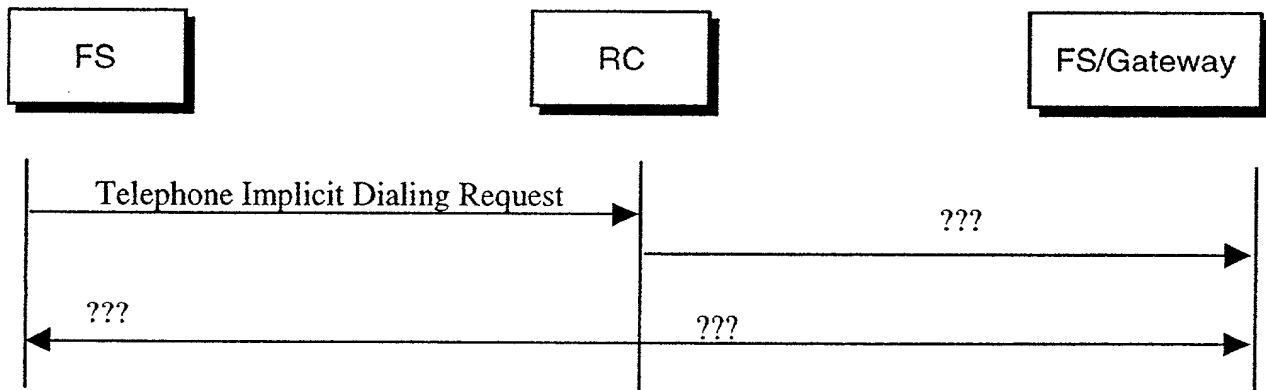 FS
RC
FS/Gateway
Telephone Implicit Dialing Request
???
???
???